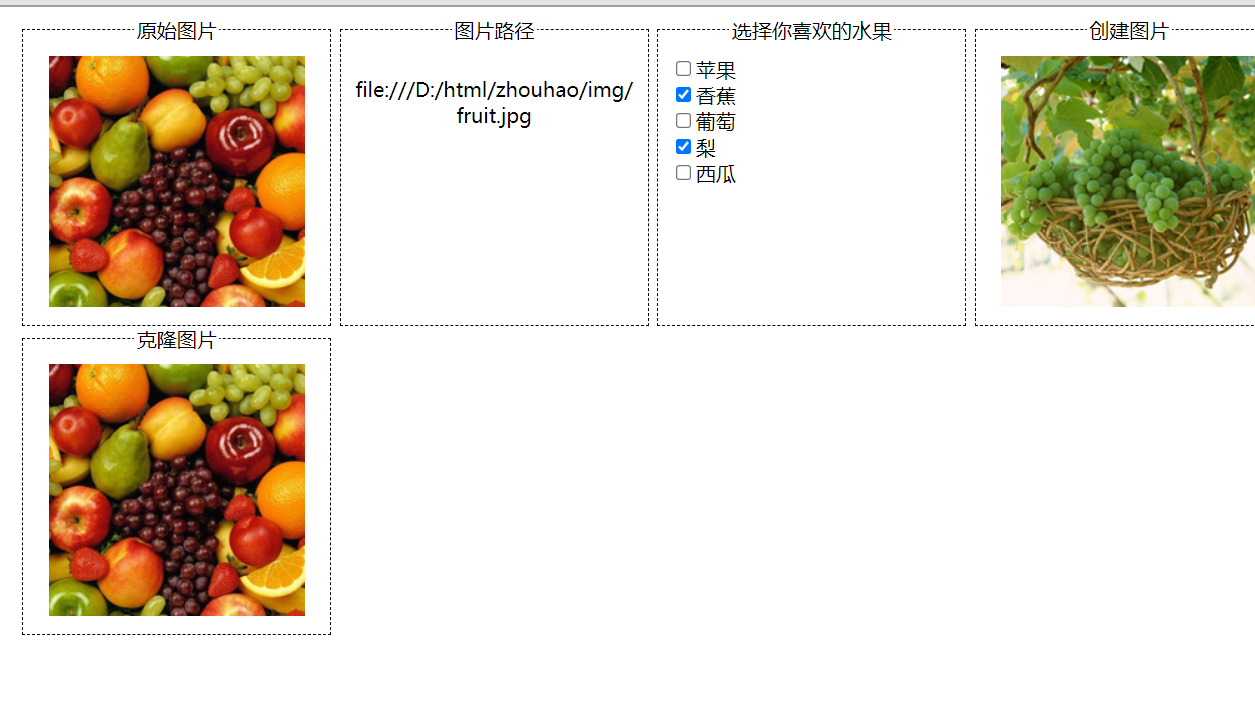 原始图片
图片路径
选择你喜欢的水果
创建图片
file:///D:/html/zhouhao/img/
fruit.jpg
苹果
香蕉
葡萄
梨
西瓜
克隆图片